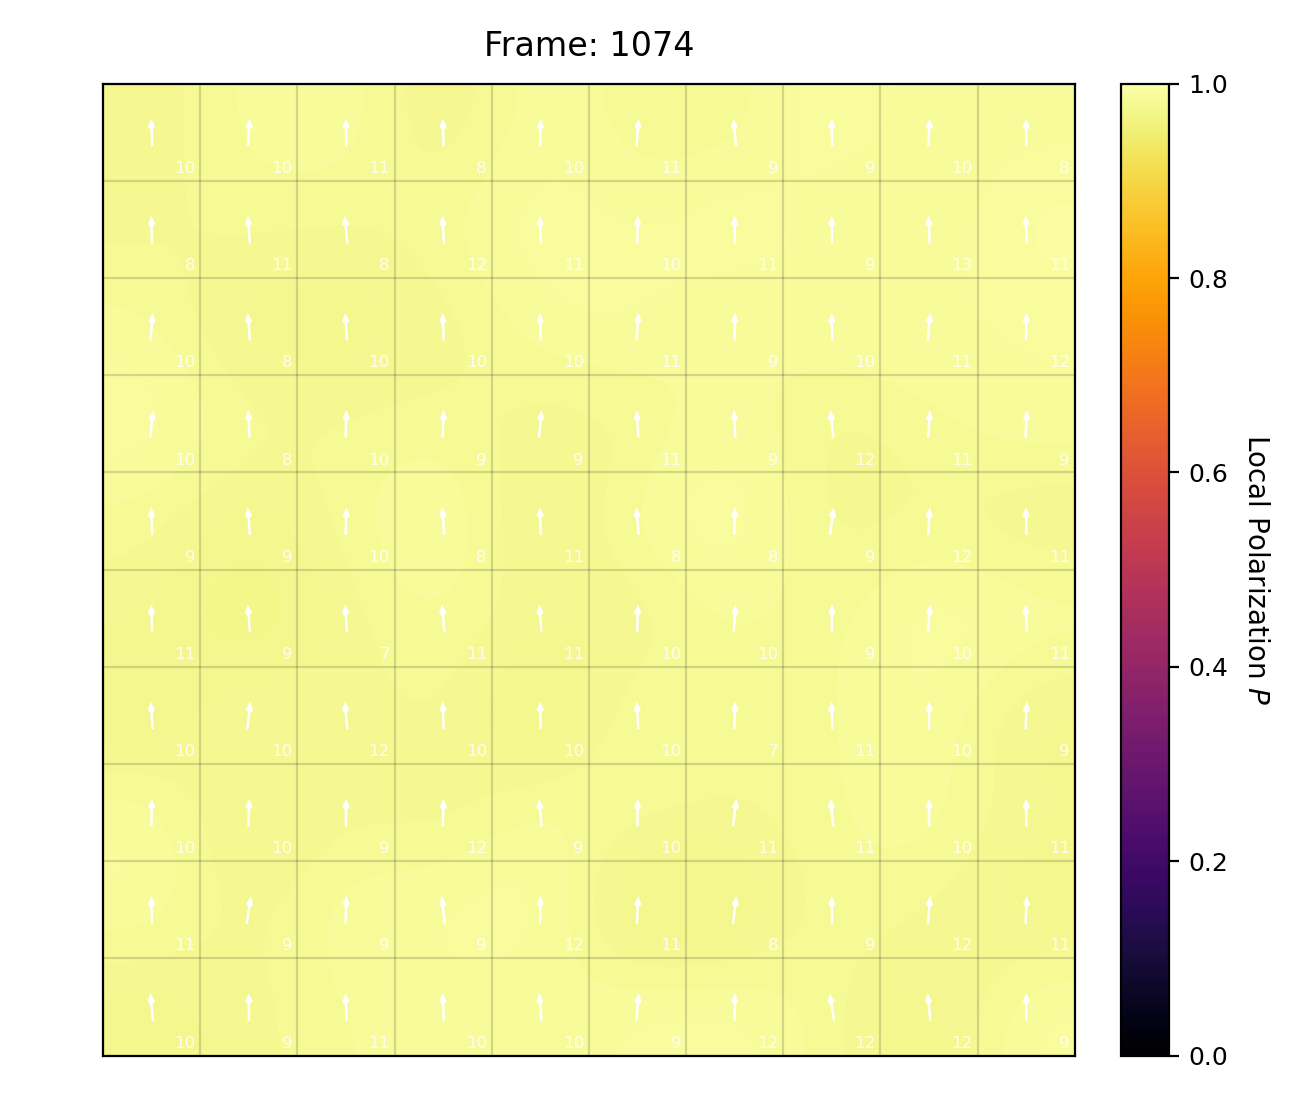 Frame: 1074
10 10 11 8 10 11 9 9 10 8
8 11 8 12 11 10 11 9 13 11
10 8 10 10 10 11 9 10 11 12
10 8 10 9 9 11 9 12 11 9
9 9 10 8 11 8 8 9 12 11
11 9 7 11 11 10 10 9 10 11
10 10 12 10 10 10 7 11 10 9
10 10 9 12 9 10 11 11 10 11
11 9 9 9 12 11 8 9 12 11
10 9 11 10 10 9 12 12 12 9
1.0
0.8
0.6
0.4
0.2
0.0
Local Polarization P